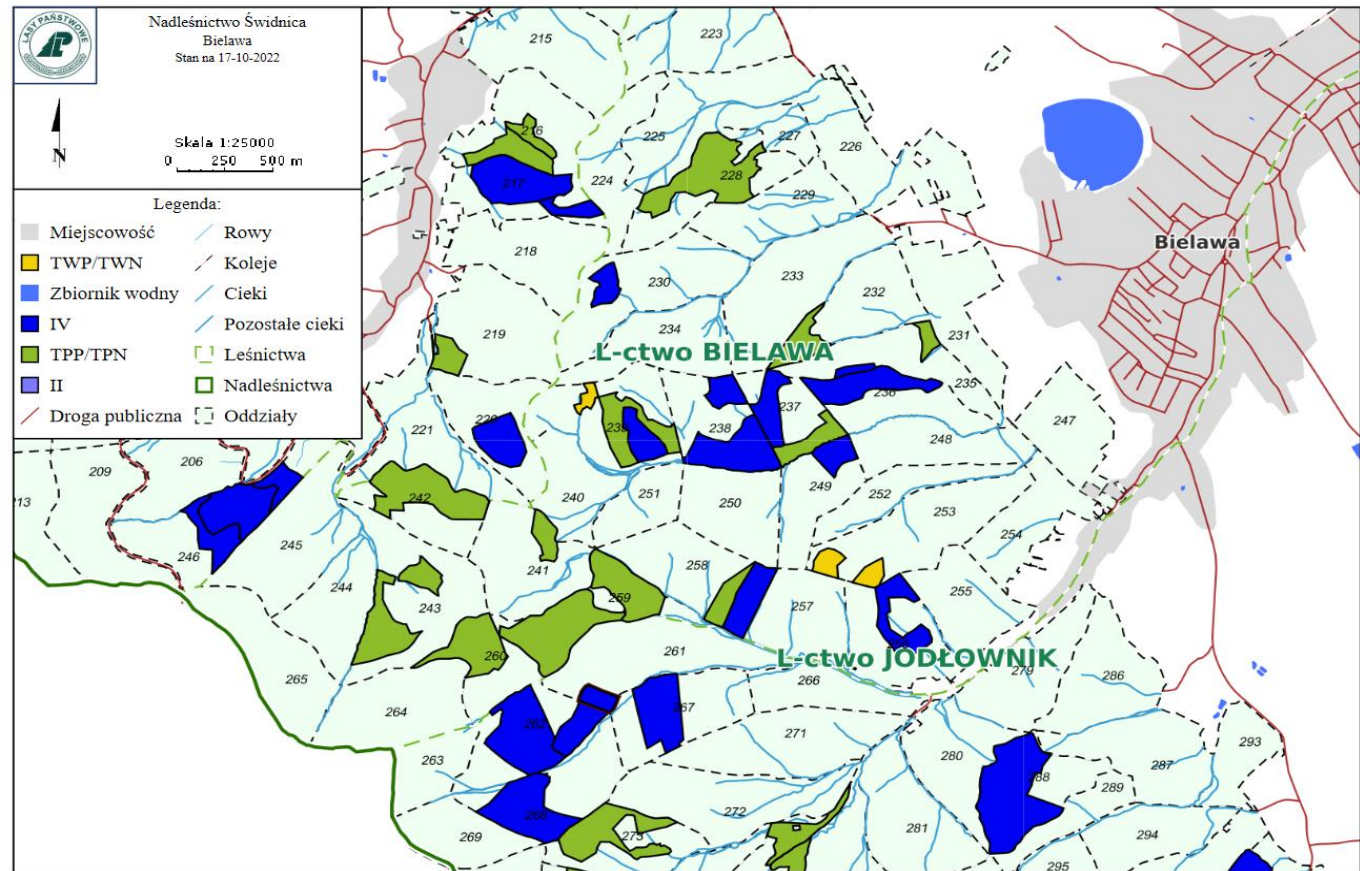 LASY PAŃSTWOWE
Nadleśnictwo Świdnica
Bielawa
Stan na 17-10-2022
N
Skala 1:25000
0 250 500 m
Legenda:
Miejscowość
TWP/TWN
Zbiornik wodny
IV
TPP/TPN
II
Droga publiczna
Rowy
Koleje
Cieki
Pozostałe cieki
Leśnictwa
Nadleśnictwa
Oddziały
215
223
216
225
227
226
217
224
228
229
Bielawa
218
230
233
232
219
234
231
L-ctwo BIELAWA
235
236
220
239
238
237
247
221
248
209
206
242
240
251
250
249
252
213
253
254
246
245
241
258
244
243
259
257
255
260
261
L-ctwo JODŁOWNIK
265
266
279
286
264
262
267
271
280
293
263
288
287
289
268
272
269
273
281
294
295